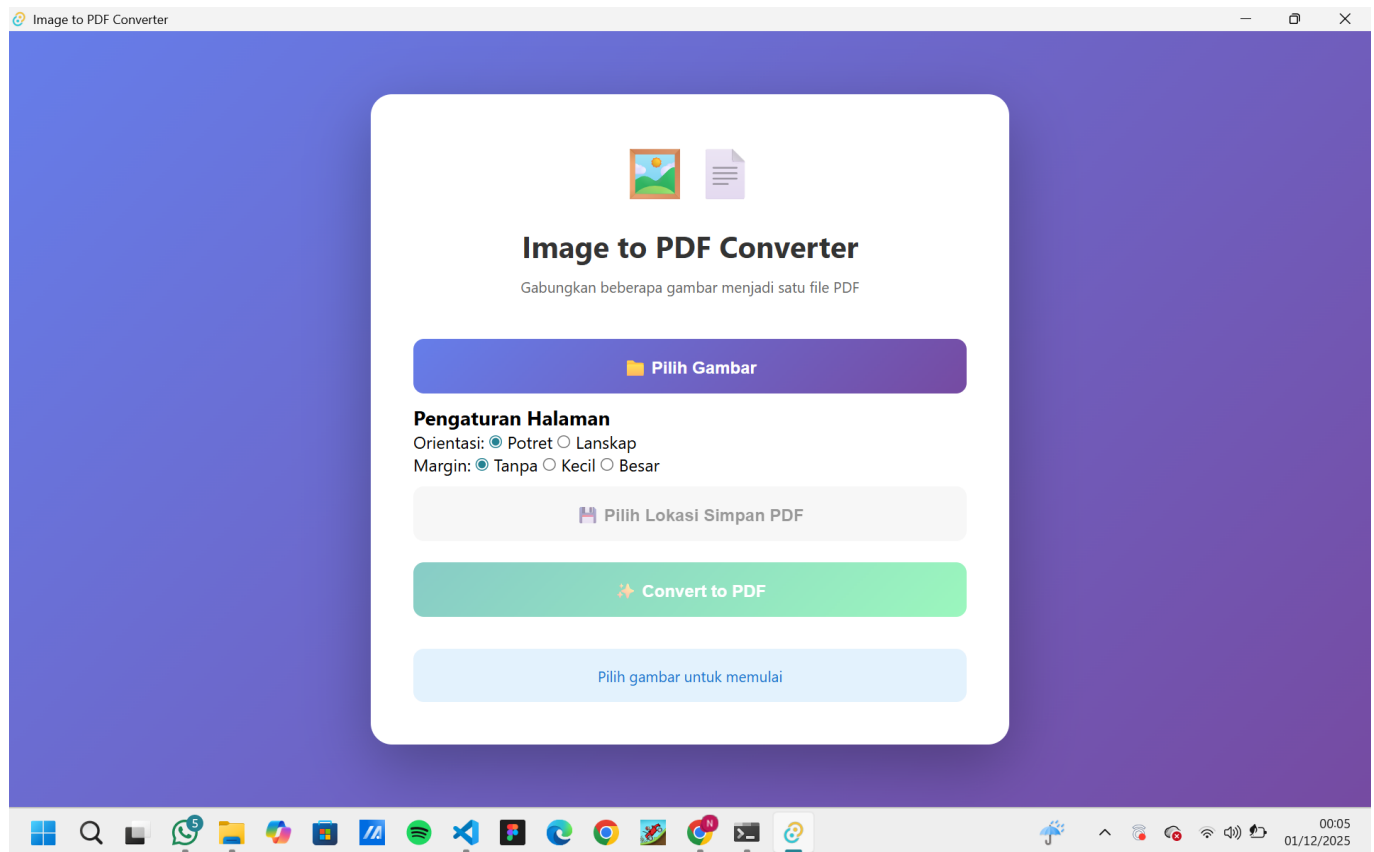 Image to PDF Converter
Image to PDF Converter
Gabungkan beberapa gambar menjadi satu file PDF
Pilih Gambar
Pengaturan Halaman
Orientasi: Potret Lanskap
Margin: Tanpa Kecil Besar
Pilih Lokasi Simpan PDF
Convert to PDF
Pilih gambar untuk memulai
5
N
00:05
01/12/2025